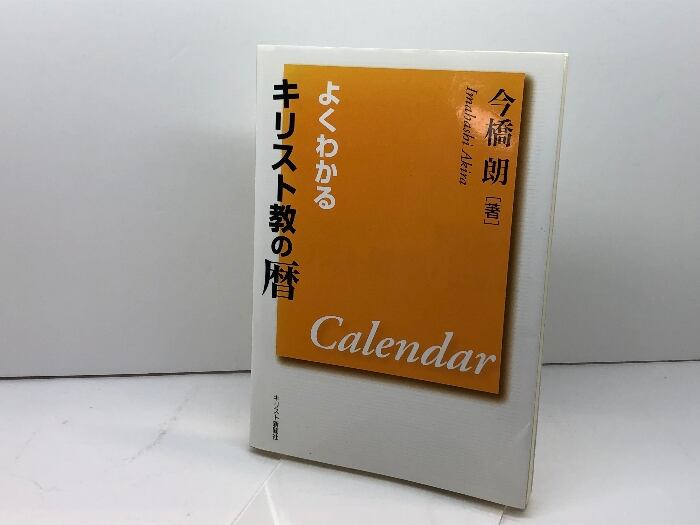 今橋 朗 [著]
Imahashi Akira
よくわかる
キリスト教の暦
Calendar
キリスト新聞社